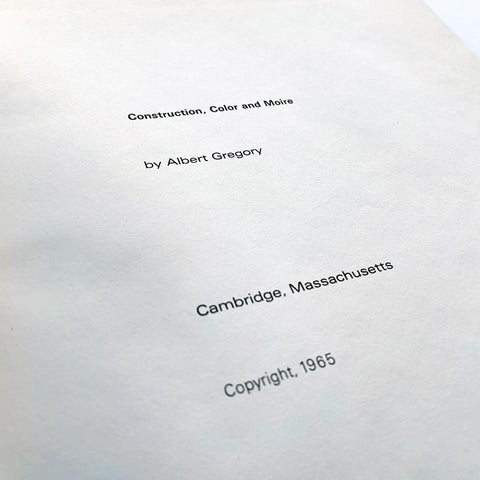 Construction, Color and Moire
by Albert Gregory
Cambridge, Massachusetts
Copyright, 1965